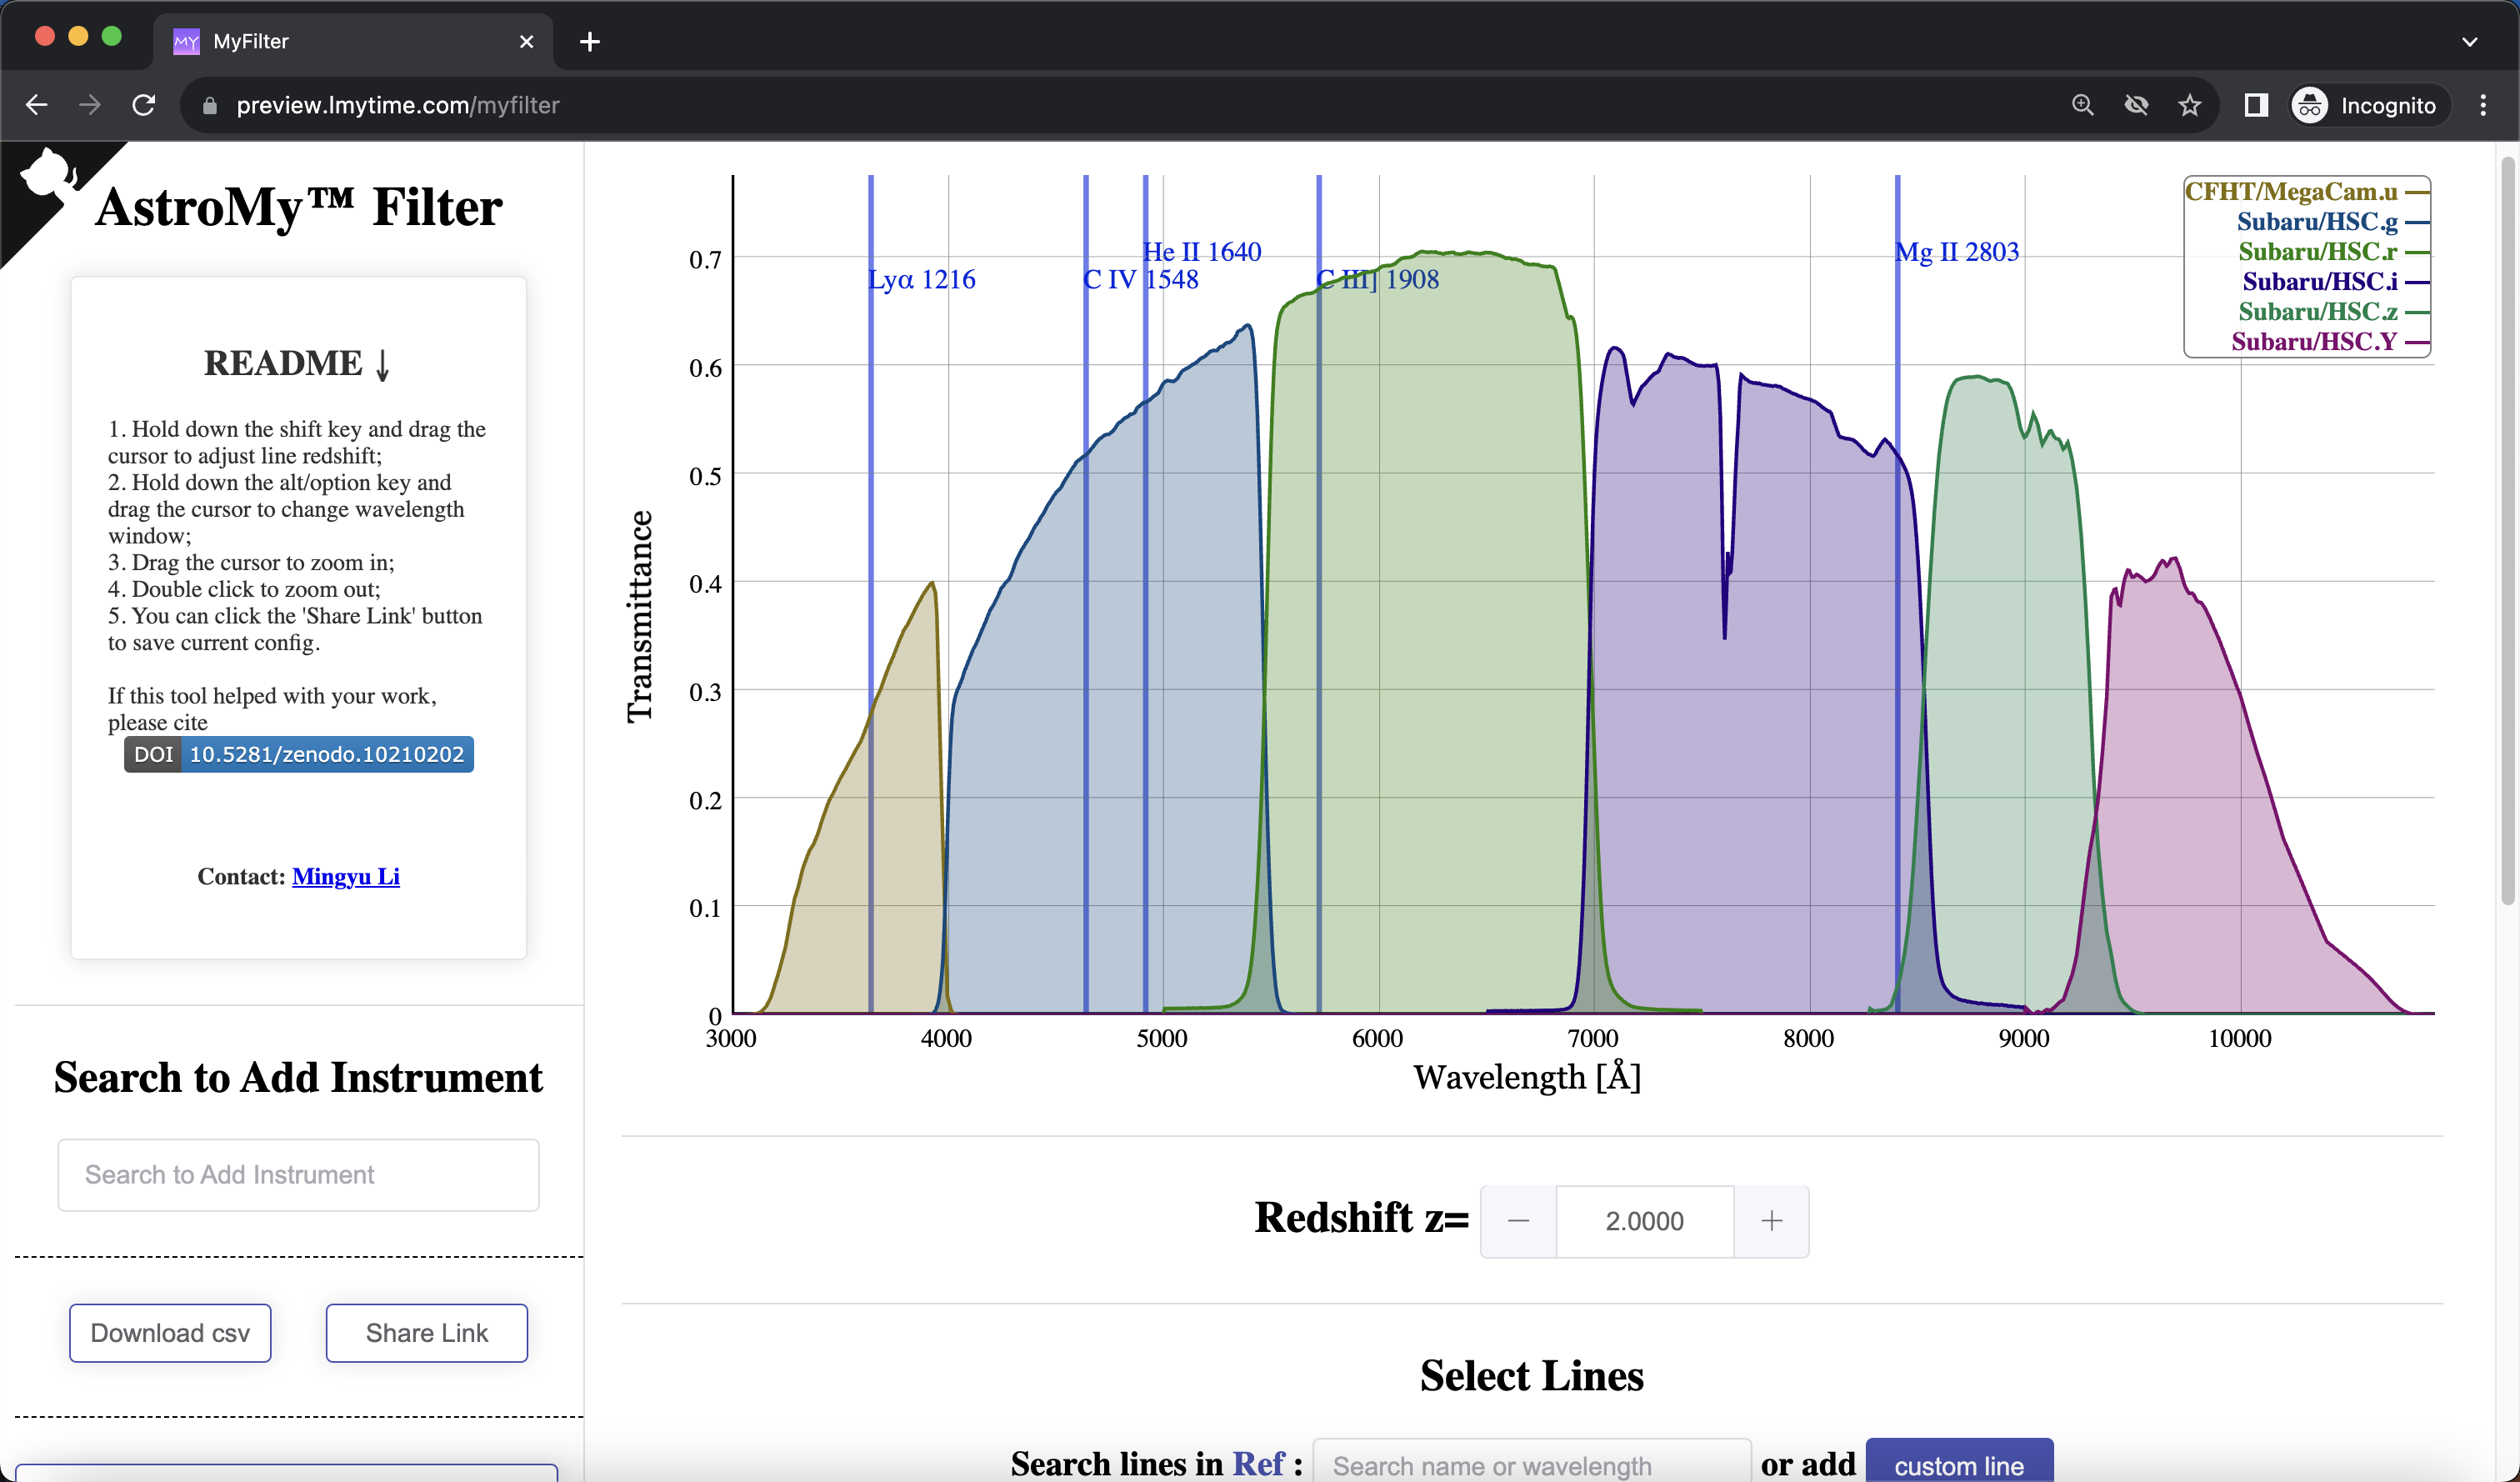 MY MyFilter
preview.lmytime.com/myfilter
Incognito
AstroMy™ Filter
README ↓
1. Hold down the shift key and drag the
cursor to adjust line redshift;
2. Hold down the alt/option key and
drag the cursor to change wavelength
window;
3. Drag the cursor to zoom in;
4. Double click to zoom out;
5. You can click the 'Share Link' button
to save current config.
If this tool helped with your work,
please cite
DOI 10.5281/zenodo.10210202
Contact: Mingyu Li
Search to Add Instrument
Search to Add Instrument
Download csv
Share Link
CFHT/MegaCam.u
Subaru/HSC.g
Subaru/HSC.r
Subaru/HSC.i
Subaru/HSC.z
Subaru/HSC.Y
He II 1640
Mg II 2803
Lyα 1216
C IV 1548
C III] 1908
Transmittance
0.7
0.6
0.5
0.4
0.3
0.2
0.1
0
3000 4000 5000 6000 7000 8000 9000 10000
Wavelength [Å]
Redshift z= 2.0000
Select Lines
Search lines in Ref : Search name or wavelength or add custom line